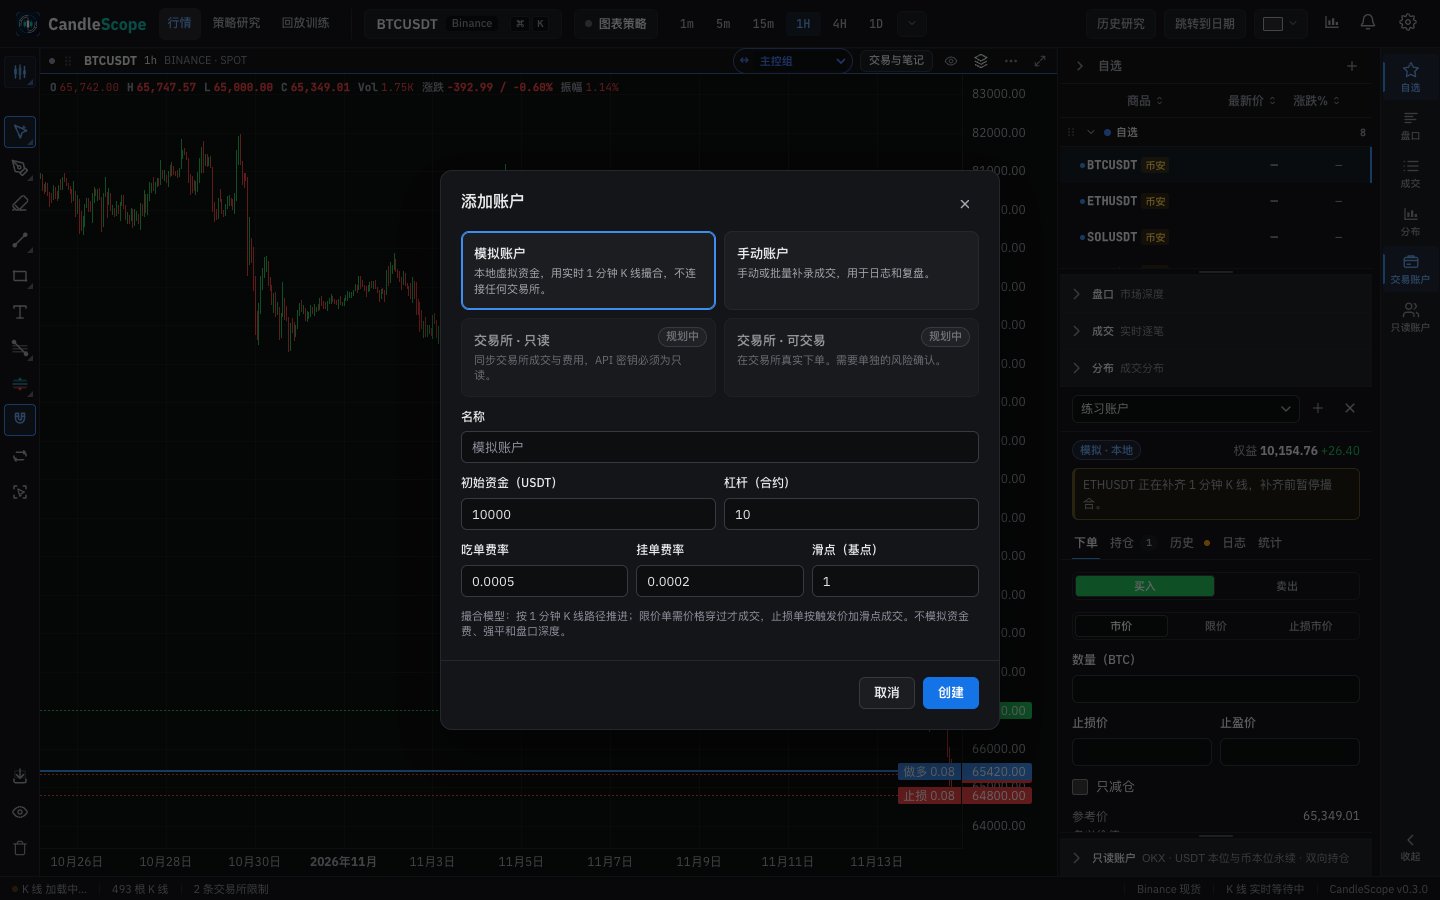 CandleScope 行情 策略研究 回放训练 BTCUSDT Binance ⌘ K 图表策略 1m 5m 15m 1H 4H 1D 历史研究 跳转到日期
BTCUSDT 1h BINANCE · SPOT 主控组 交易与笔记
O 65,742.00 H 65,747.57 L 65,000.00 C 65,349.01 Vol 1.75K 涨跌 -392.99 / -0.60% 振幅 1.14%
83000.00
82000.00
81000.00
66000.00
做多 0.08 65420.00
止损 0.08 64800.00
64000.00
10月26日 10月28日 10月30日 2026年11月 11月3日 11月5日 11月7日 11月9日 11月11日 11月13日
添加账户
模拟账户
本地虚拟资金，用实时 1 分钟 K 线撮合，不连
接任何交易所。
手动账户
手动或批量补录成交，用于日志和复盘。
交易所 · 只读 规划中
同步交易所成交与费用，API 密钥必须为只
读。
交易所 · 可交易 规划中
在交易所真实下单。需要单独的风险确认。
名称
模拟账户
初始资金（USDT） 杠杆（合约）
10000 10
吃单费率 挂单费率 滑点（基点）
0.0005 0.0002 1
撮合模型：按 1 分钟 K 线路径推进；限价单需价格穿过才成交，止损单按触发价加滑点成交。不模拟资金
费、强平和盘口深度。
取消 创建
自选
商品 最新价 涨跌%
自选 8
BTCUSDT 币安 — —
ETHUSDT 币安 — —
SOLUSDT 币安 — —
盘口 市场深度
成交 实时逐笔
分布 成交分布
练习账户
模拟 · 本地 权益 10,154.76 +26.40
ETHUSDT 正在补齐 1 分钟 K 线，补齐前暂停撮
合。
下单 持仓 1 历史 日志 统计
买入 卖出
市价 限价 止损市价
数量（BTC）
止损价 止盈价
只减仓
参考价 65,349.01
只读账户 OKX · USDT 本位与币本位永续 · 双向持仓
自选
盘口
成交
分布
交易账户
只读账户
收起
K 线 加载中... 493 根 K 线 2 条交易所限制 Binance 现货 K 线 实时等待中 CandleScope v0.3.0